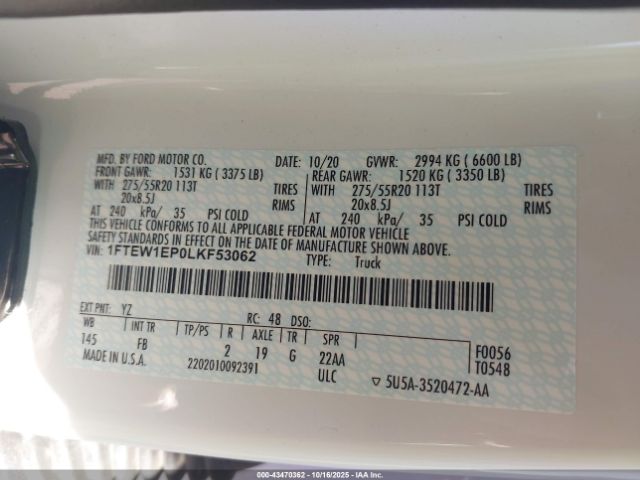 MFD. BY FORD MOTOR CO. DATE: 10/20 GVWR: 2994 KG ( 6600 LB)
FRONT GAWR: 1531 KG ( 3375 LB) REAR GAWR: 1520 KG ( 3350 LB)
WITH 275/55R20 113T TIRES WITH 275/55R20 113T TIRES
20x8.5J RIMS 20x8.5J RIMS
AT 240 kPa/ 35 PSI COLD AT 240 kPa/ 35 PSI COLD
THIS VEHICLE CONFORMS TO ALL APPLICABLE FEDERAL MOTOR VEHICLE
SAFETY STANDARDS IN EFFECT ON THE DATE OF MANUFACTURE SHOWN ABOVE.
VIN: 1FTEW1EP0LKF53062 TYPE: Truck
EXT PNT: YZ RC: 48 DSO:
WB INT TR TP/PS R AXLE TR SPR
145 FB 2 19 G 22AA F0056
ULC T0548
MADE IN U.S.A. 2202010092391 ▽ 5U5A-3520472-AA
000-43470362 - 10/16/2025 - IAAI.COM